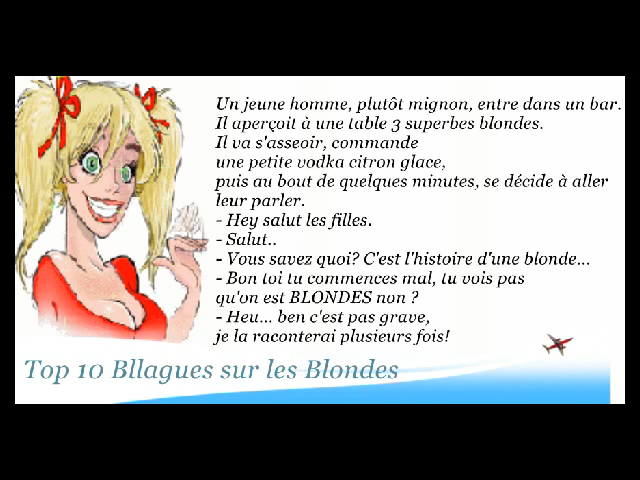 Un jeune homme, plutôt mignon, entre dans un bar.
Il aperçoit à une table 3 superbes blondes.
Il va s'asseoir, commande
une petite vodka citron glace,
puis au bout de quelques minutes, se décide à aller
leur parler.
- Hey salut les filles.
- Salut..
- Vous savez quoi? C'est l'histoire d'une blonde...
- Bon toi tu commences mal, tu vois pas
qu'on est BLONDES non ?
- Heu... ben c'est pas grave,
je la raconterai plusieurs fois!
Top 10 Bllagues sur les Blondes